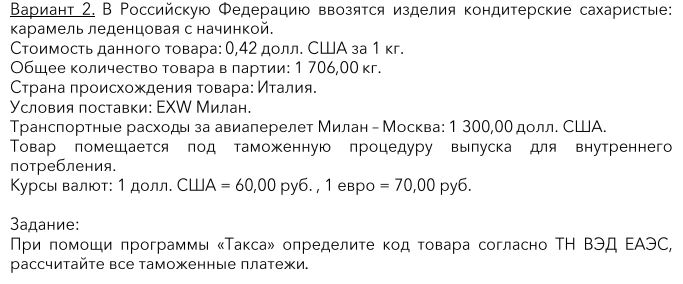 Вариант 2. В Российскую Федерацию ввозятся изделия кондитерские сахаристые:
карамель леденцовая с начинкой.
Стоимость данного товара: 0,42 долл. США за 1 кг.
Общее количество товара в партии: 1 706,00 кг.
Страна происхождения товара: Италия.
Условия поставки: EXW Милан.
Транспортные расходы за авиаперелет Милан – Москва: 1 300,00 долл. США.
Товар помещается под таможенную процедуру выпуска для внутреннего
потребления.
Курсы валют: 1 долл. США = 60,00 руб. , 1 евро = 70,00 руб.
Задание:
При помощи программы «Такса» определите код товара согласно ТН ВЭД ЕАЭС,
рассчитайте все таможенные платежи.